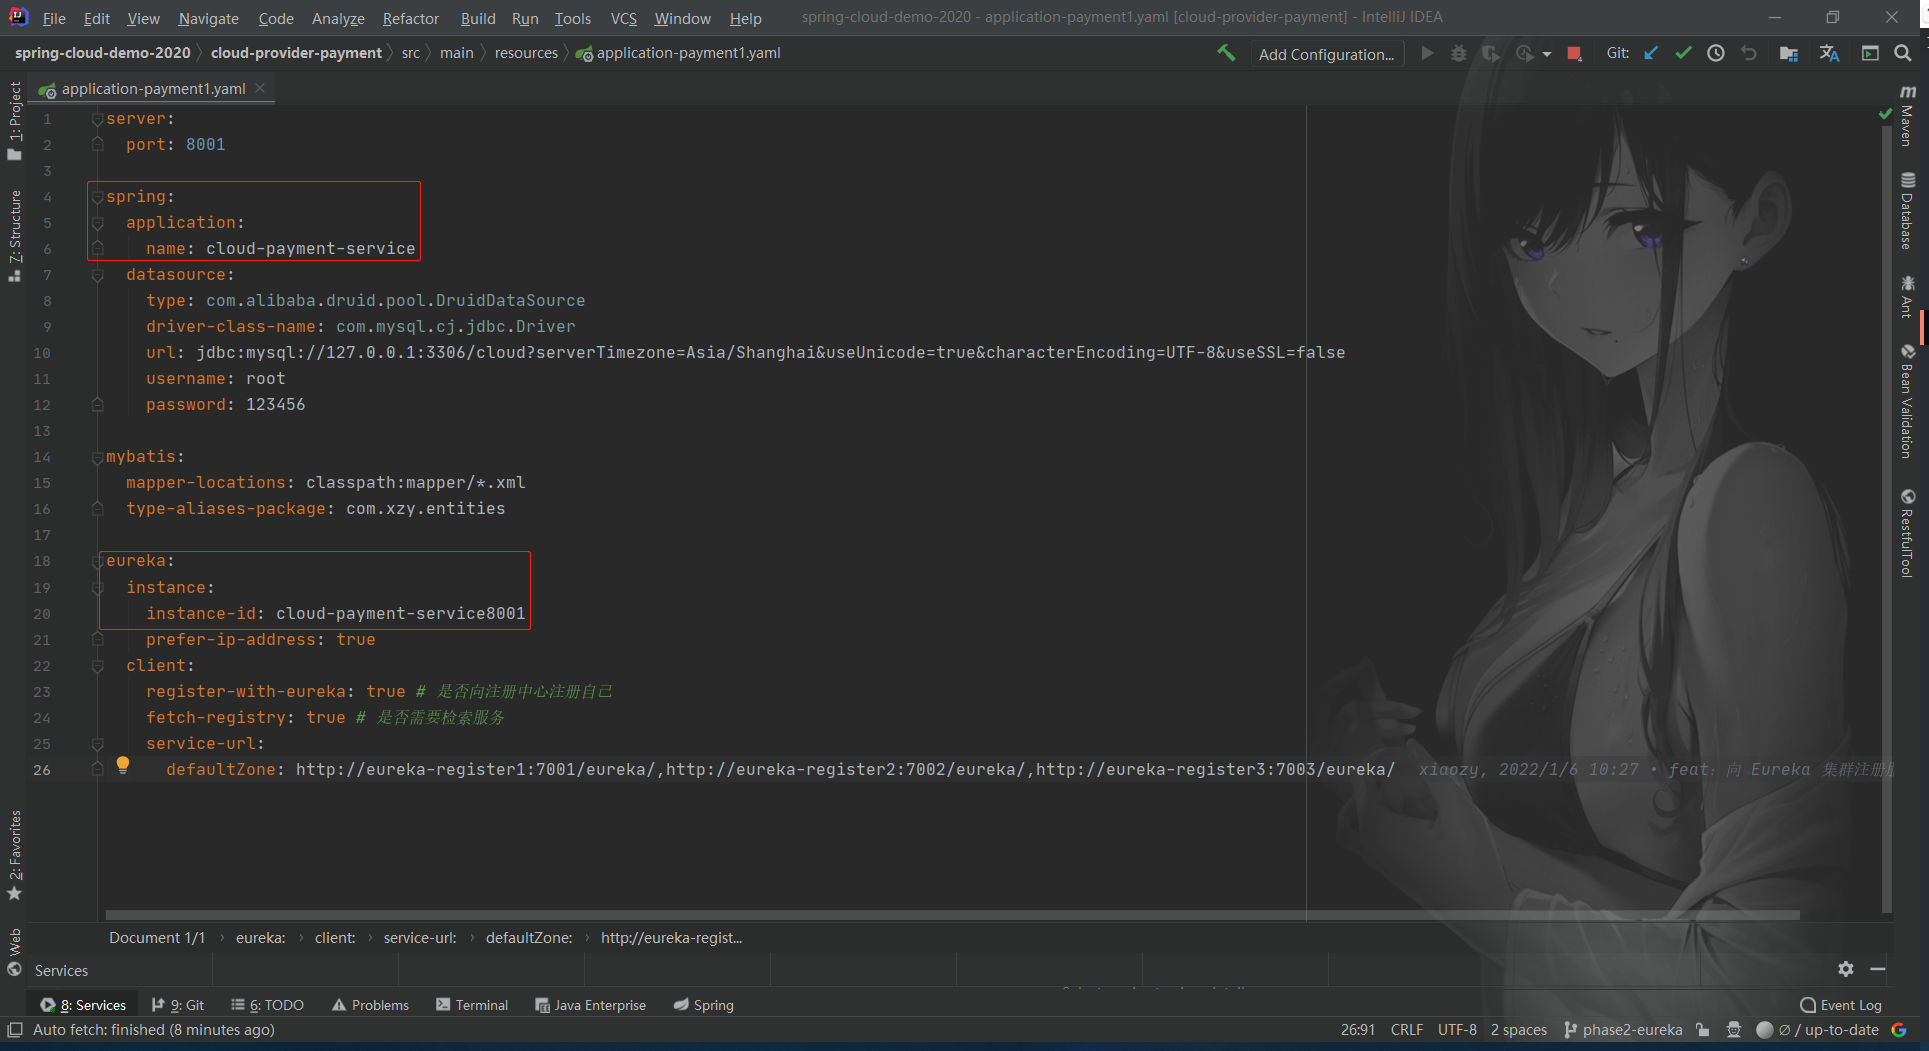 File Edit View Navigate Code Analyze Refactor Build Run Tools VCS Window Help spring-cloud-demo-2020 - application-payment1.yaml [cloud-provider-payment] - IntelliJ IDEA
spring-cloud-demo-2020 cloud-provider-payment src main resources application-payment1.yaml Add Configuration... Git:
application-payment1.yaml
1 server:
2 port: 8001
3
4 spring:
5 application:
6 name: cloud-payment-service
7 datasource:
8 type: com.alibaba.druid.pool.DruidDataSource
9 driver-class-name: com.mysql.cj.jdbc.Driver
10 url: jdbc:mysql://127.0.0.1:3306/cloud?serverTimezone=Asia/Shanghai&useUnicode=true&characterEncoding=UTF-8&useSSL=false
11 username: root
12 password: 123456
13
14 mybatis:
15 mapper-locations: classpath:mapper/*.xml
16 type-aliases-package: com.xzy.entities
17
18 eureka:
19 instance:
20 instance-id: cloud-payment-service8001
21 prefer-ip-address: true
22 client:
23 register-with-eureka: true # 是否向注册中心注册自己
24 fetch-registry: true # 是否需要检索服务
25 service-url:
26 defaultZone: http://eureka-register1:7001/eureka/,http://eureka-register2:7002/eureka/,http://eureka-register3:7003/eureka/ xiaozy, 2022/1/6 10:27 • feat: 向 Eureka 集群注册
1: Project
7: Structure
2: Favorites
Web
Maven
Database
Ant
Bean Validation
RestfulTool
Document 1/1 eureka: client: service-url: defaultZone: http://eureka-regist...
Services
8: Services 9: Git 6: TODO Problems Terminal Java Enterprise Spring Event Log
Auto fetch: finished (8 minutes ago) 26:91 CRLF UTF-8 2 spaces phase2-eureka ∅ / up-to-date